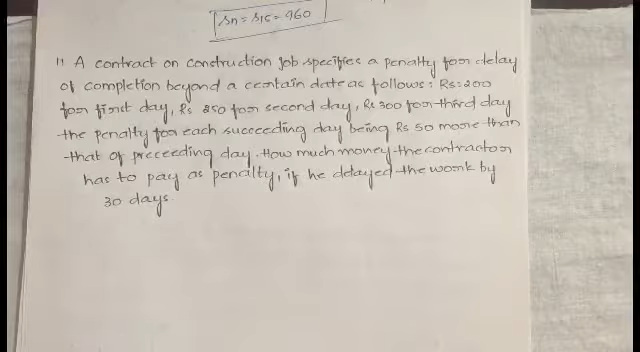 Sn = S15 = 960
11 A contract on construction job specifies a penalty for delay
of completion beyond a certain date as follows: Rs: 200
for first day, Rs 250 for second day, Rs 300 for third day
the penalty for each succeeding day being Rs 50 more than
that of preceeding day. How much money the contractor
has to pay as penalty, if he delayed the work by
30 days.